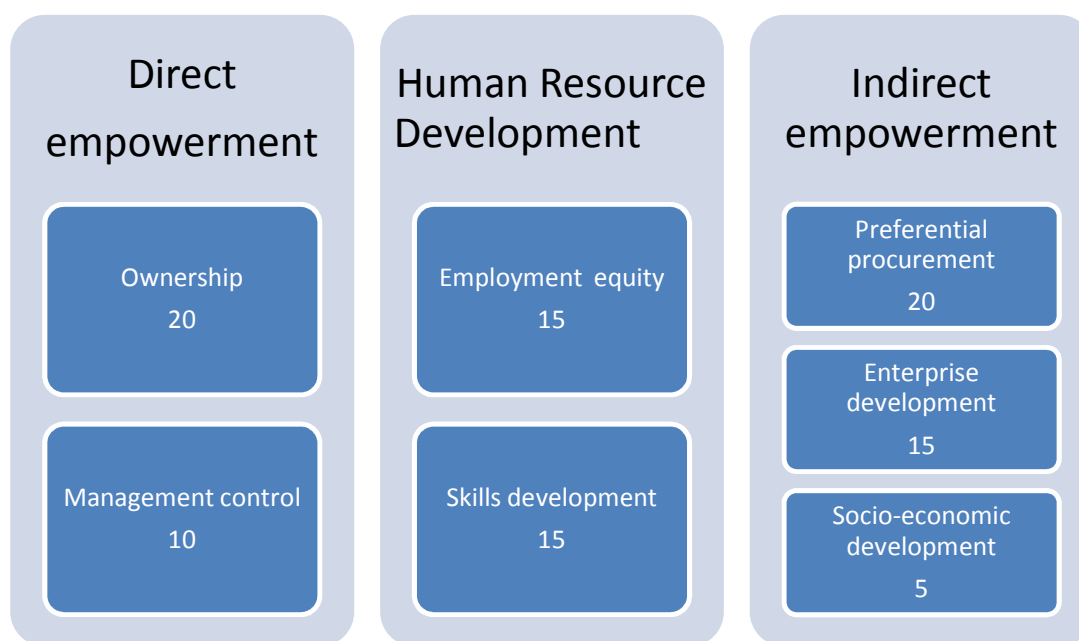 Direct
empowerment
Ownership
20
Management control
10
Human Resource
Development
Employment equity
15
Skills development
15
Indirect
empowerment
Preferential
procurement
20
Enterprise
development
15
Socio-economic
development
5